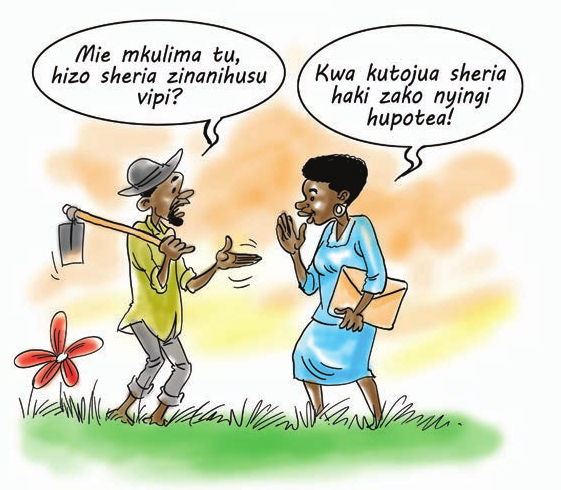 Mie mkulima tu,
hizo sheria zinanihusu
vipi?
Kwa kutojua sheria
haki zako nyingi
hupotea!